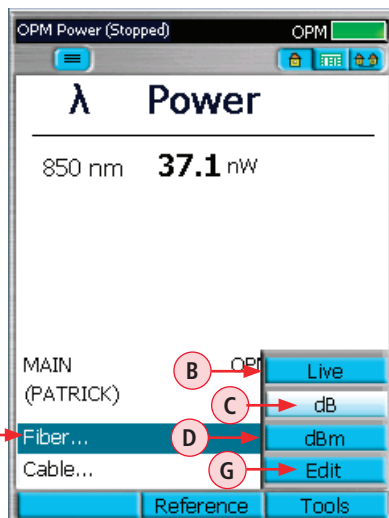 OPM Power (Stopped) OPM
λ Power
850 nm 37.1 nW
MAIN
B Live
(PATRICK)
C dB
Fiber...
D dBm
Cable...
G Edit
Reference Tools